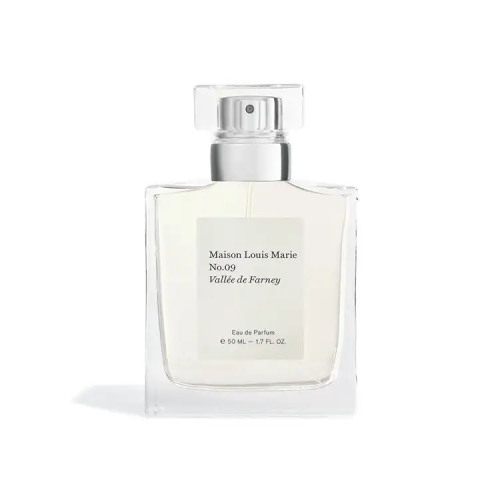 Maison Louis Marie
No.09
Vallée de Farney
Eau de Parfum
℮ 50 ML — 1.7 FL. OZ.